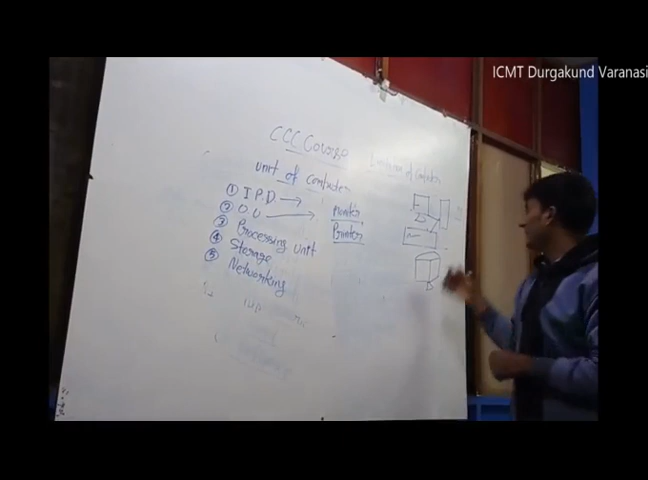 ICMT Durgakund Varanasi
CCC Course
unit of Computer
① I.P.D. →
② O.U → Monitor
Printer
③ Processing unit
④ Storage
⑤ Networking